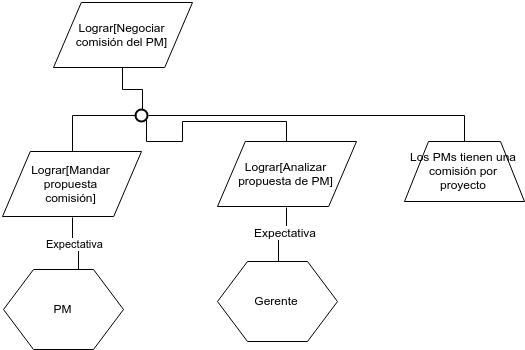 Lograr[Negociar
comisión del PM]
Lograr[Mandar
propuesta
comisión]
Lograr[Analizar
propuesta de PM]
Los PMs tienen una
comisión por
proyecto
Expectativa
Expectativa
PM
Gerente